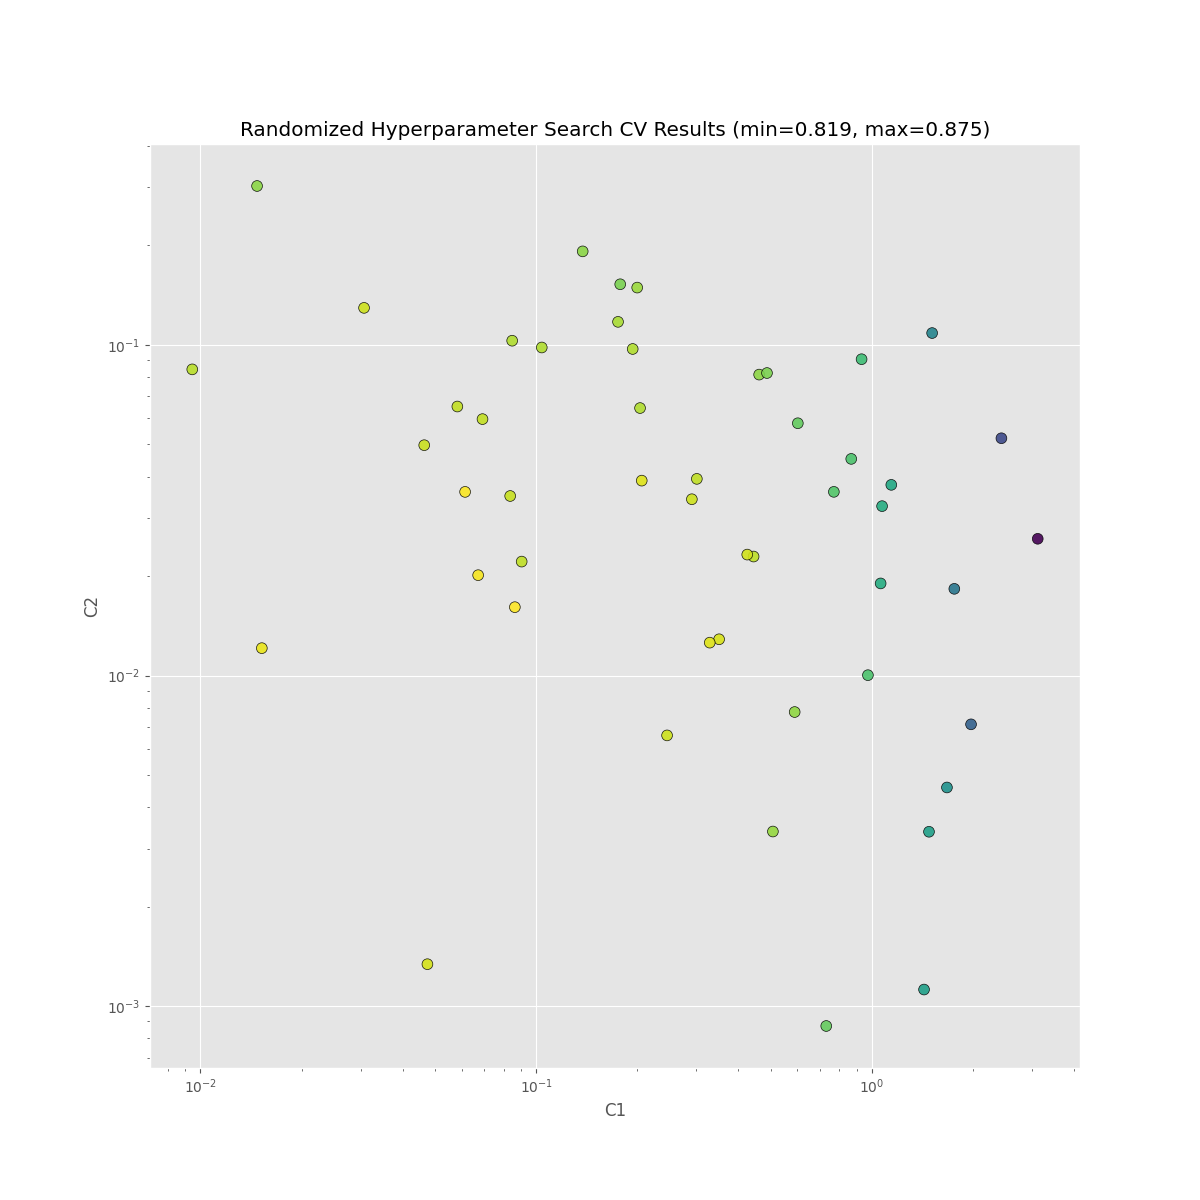 Randomized Hyperparameter Search CV Results (min=0.819, max=0.875)
10⁻¹
10⁻²
10⁻³
C2
10⁻² 10⁻¹ 10⁰
C1